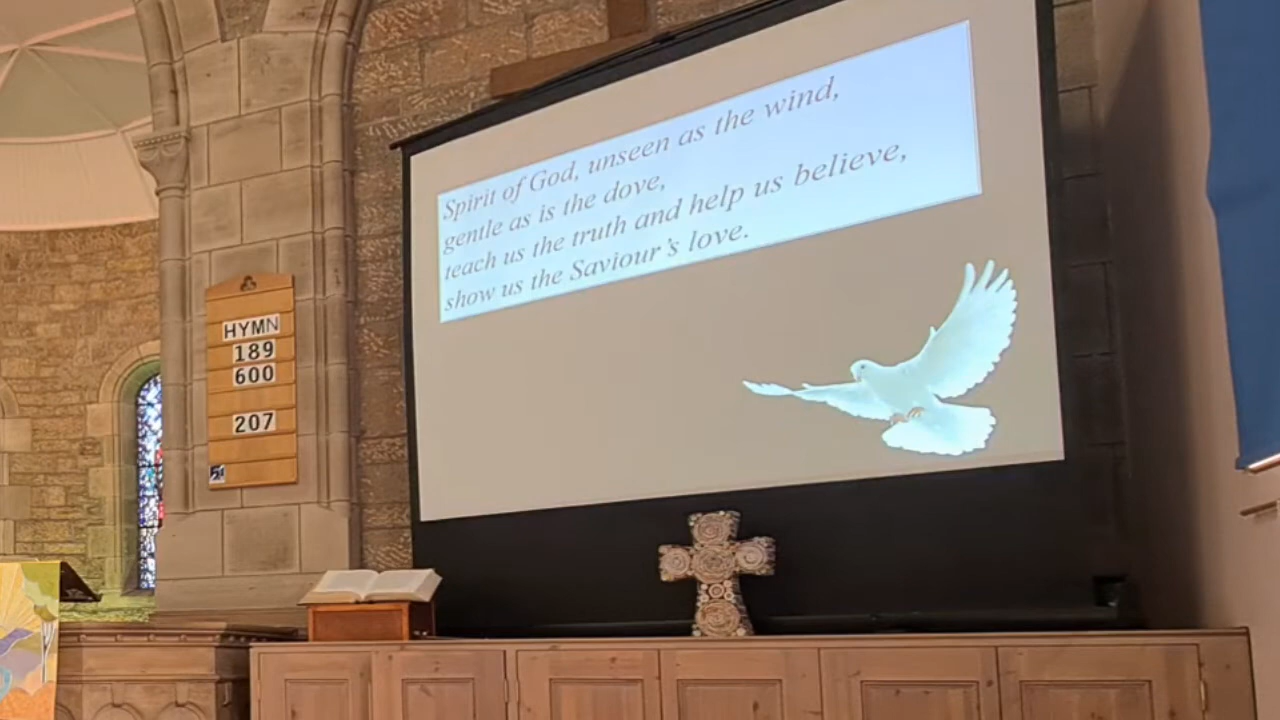 Spirit of God, unseen as the wind,
gentle as is the dove,
teach us the truth and help us believe,
show us the Saviour's love.
HYMN
189
600
207